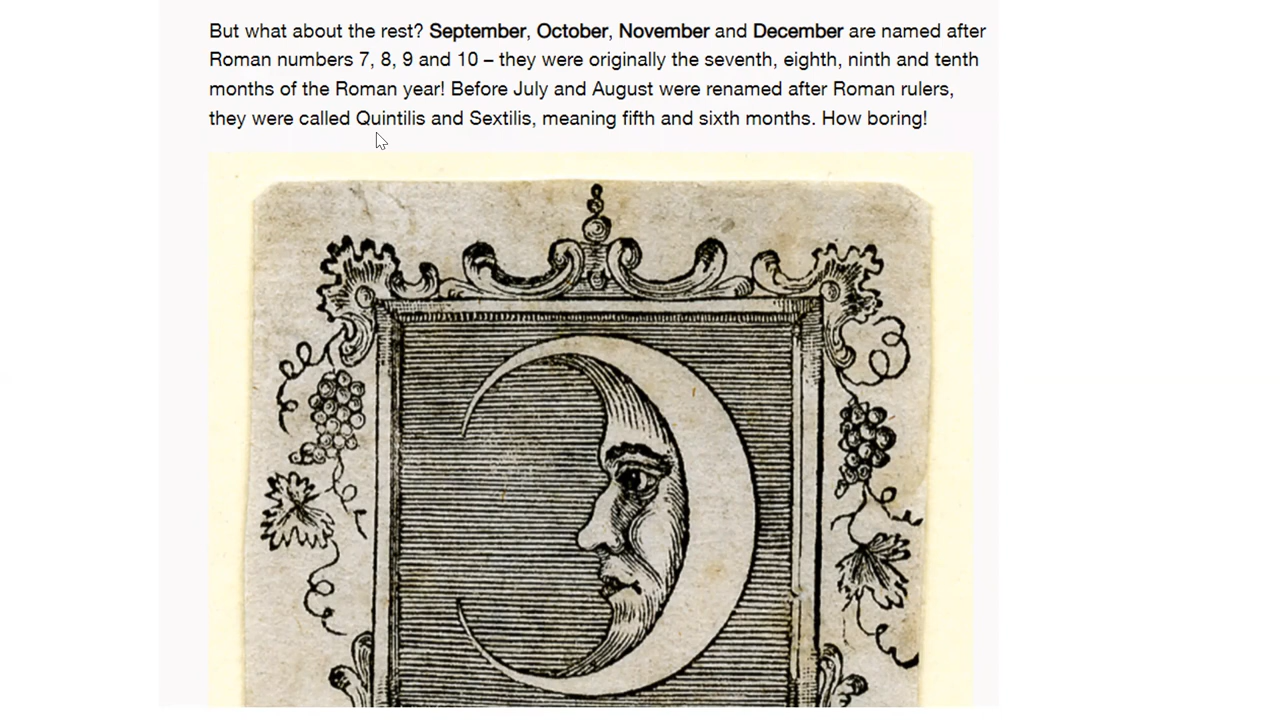 But what about the rest? September, October, November and December are named after
Roman numbers 7, 8, 9 and 10 – they were originally the seventh, eighth, ninth and tenth
months of the Roman year! Before July and August were renamed after Roman rulers,
they were called Quintilis and Sextilis, meaning fifth and sixth months. How boring!